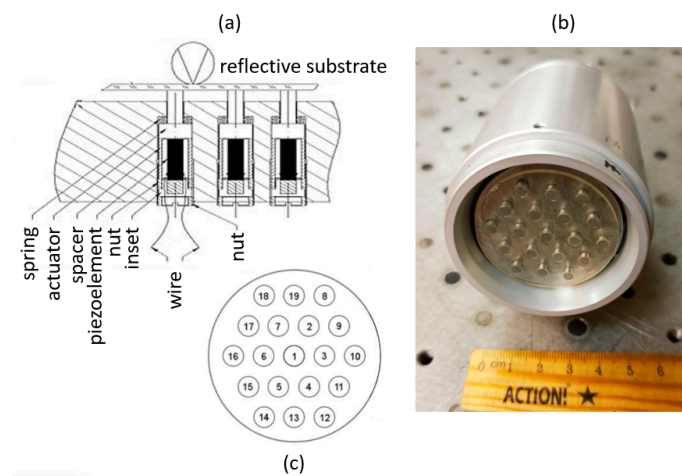 (a)
(b)
reflective substrate
spring
actuator
spacer
piezoelement
nut
inset
wire
nut
18 19 8
17 7 2 9
16 6 1 3 10
15 5 4 11
14 13 12
(c)
0 cm 1 2 3 4 5 6
ACTION!